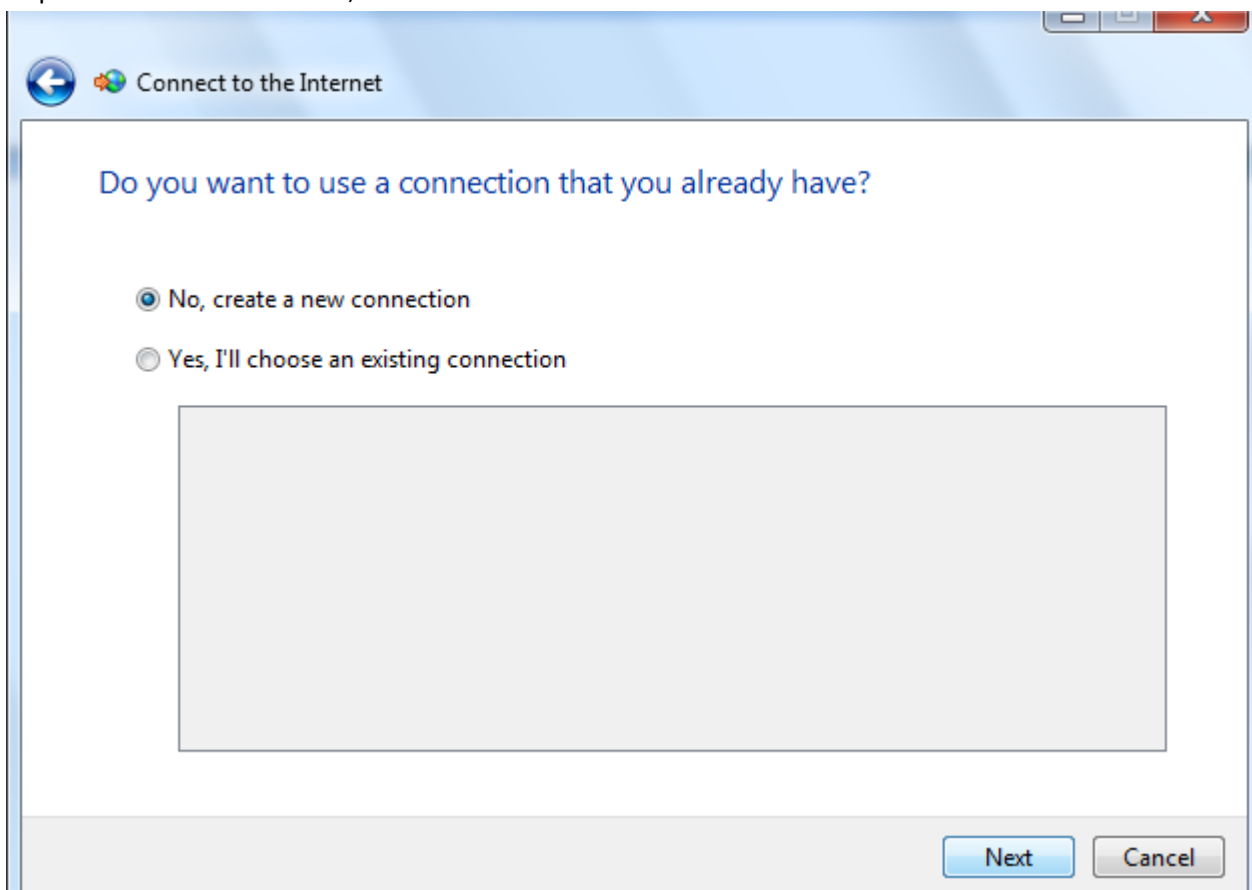 Connect to the Internet
Do you want to use a connection that you already have?
No, create a new connection
Yes, I'll choose an existing connection
Next
Cancel